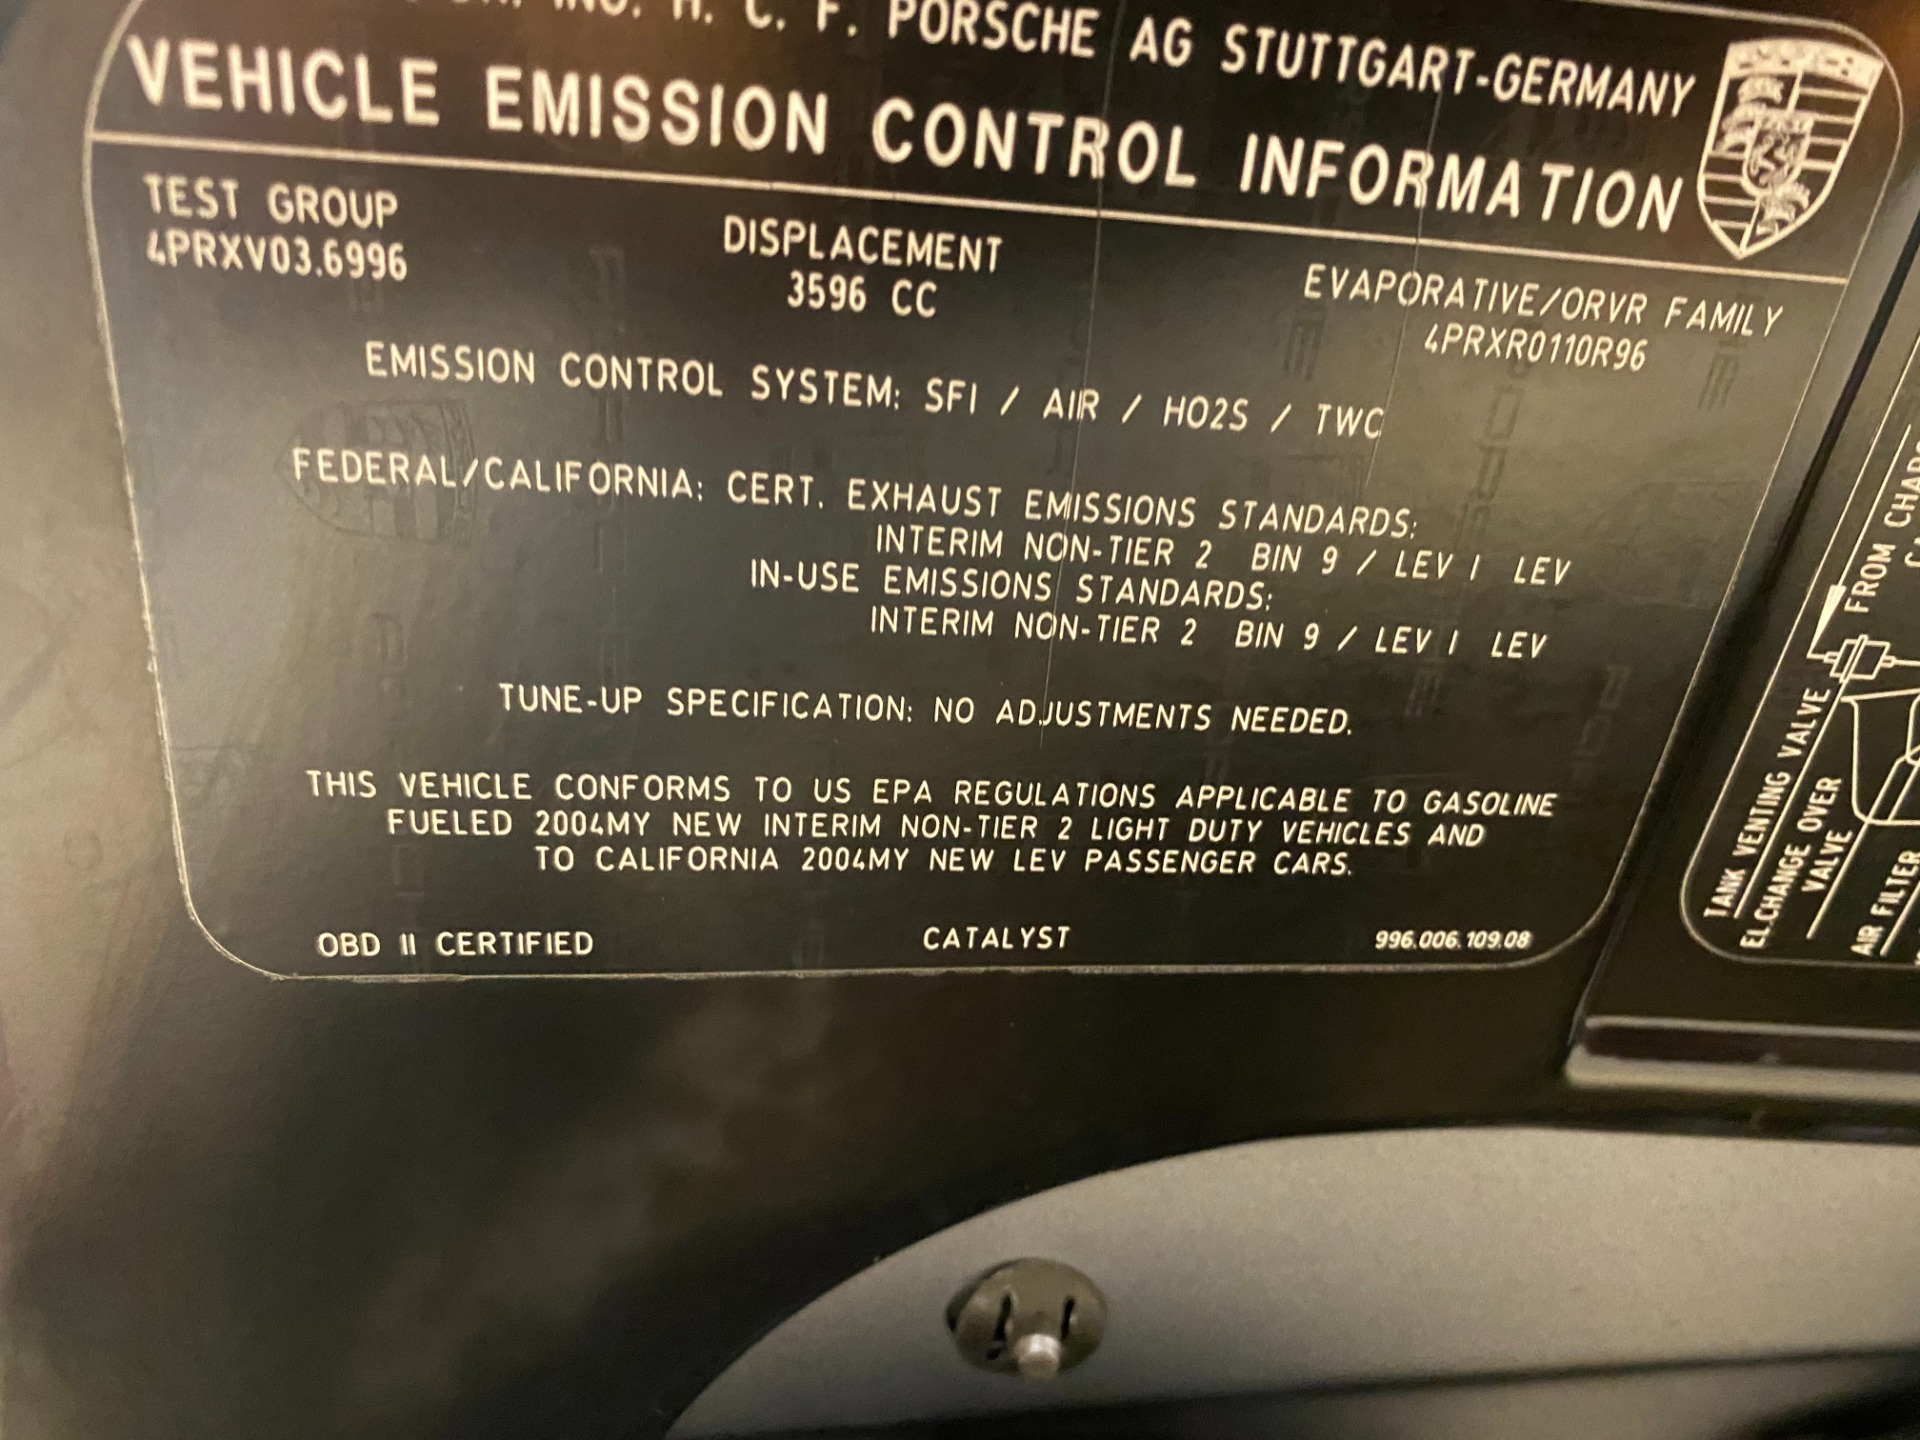 INC. H. C. F. PORSCHE AG STUTTGART-GERMANY
VEHICLE EMISSION CONTROL INFORMATION
TEST GROUP
4PRXV03.6996
DISPLACEMENT
3596 CC
EVAPORATIVE/ORVR FAMILY
4PRXR0110R96
EMISSION CONTROL SYSTEM: SFI / AIR / HO2S / TWC
FEDERAL/CALIFORNIA: CERT. EXHAUST EMISSIONS STANDARDS:
INTERIM NON-TIER 2 BIN 9 / LEV I LEV
IN-USE EMISSIONS STANDARDS:
INTERIM NON-TIER 2 BIN 9 / LEV I LEV
TUNE-UP SPECIFICATION: NO ADJUSTMENTS NEEDED.
THIS VEHICLE CONFORMS TO US EPA REGULATIONS APPLICABLE TO GASOLINE
FUELED 2004MY NEW INTERIM NON-TIER 2 LIGHT DUTY VEHICLES AND
TO CALIFORNIA 2004MY NEW LEV PASSENGER CARS.
OBD II CERTIFIED
CATALYST
996.006.109.08
FROM
TANK VENTING VALVE
EL.CHANGE OVER
VALVE
AIR FILTER